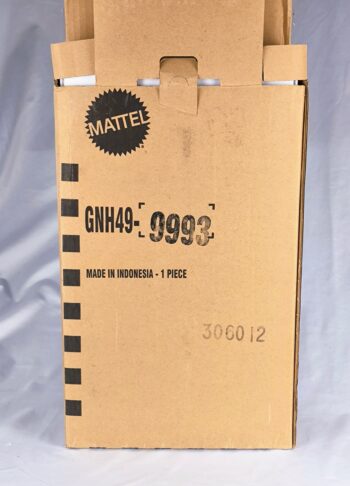 MATTEL
GNH49-[9993]
MADE IN INDONESIA - 1 PIECE
306012